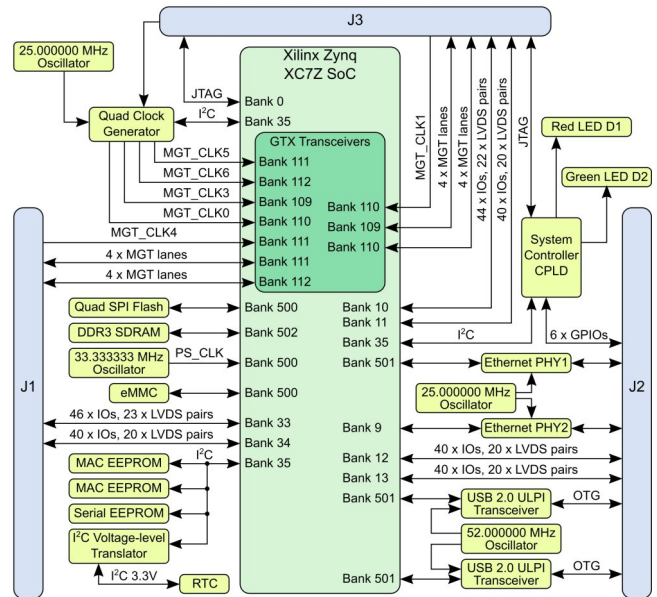 J3
25.000000 MHz
Oscillator
Xilinx Zynq
XC7Z SoC
JTAG
Bank 0
I²C
Bank 35
Quad Clock
Generator
GTX Transceivers
MGT_CLK5
Bank 111
MGT_CLK6
Bank 112
MGT_CLK3
Bank 109
MGT_CLK0
Bank 110
MGT_CLK4
Bank 111
4 x MGT lanes
Bank 111
4 x MGT lanes
Bank 112
Bank 110
Bank 109
Bank 110
MGT_CLK1
4 x MGT lanes
4 x MGT lanes
44 x IOs, 22 x LVDS pairs
40 x IOs, 20 x LVDS pairs
JTAG
Red LED D1
Green LED D2
System
Controller
CPLD
Quad SPI Flash
Bank 500
DDR3 SDRAM
Bank 502
33.333333 MHz
Oscillator
PS_CLK
Bank 500
eMMC
Bank 500
46 x IOs, 23 x LVDS pairs
Bank 33
40 x IOs, 20 x LVDS pairs
Bank 34
MAC EEPROM
I²C
Bank 35
MAC EEPROM
Serial EEPROM
I²C Voltage-level
Translator
I²C 3.3V
RTC
J1
Bank 10
Bank 11
Bank 35
I²C
6 x GPIOs
Bank 501
Ethernet PHY1
25.000000 MHz
Oscillator
Bank 9
Ethernet PHY2
Bank 12
40 x IOs, 20 x LVDS pairs
Bank 13
40 x IOs, 20 x LVDS pairs
Bank 501
USB 2.0 ULPI
Transceiver
OTG
52.000000 MHz
Oscillator
Bank 501
USB 2.0 ULPI
Transceiver
OTG
J2